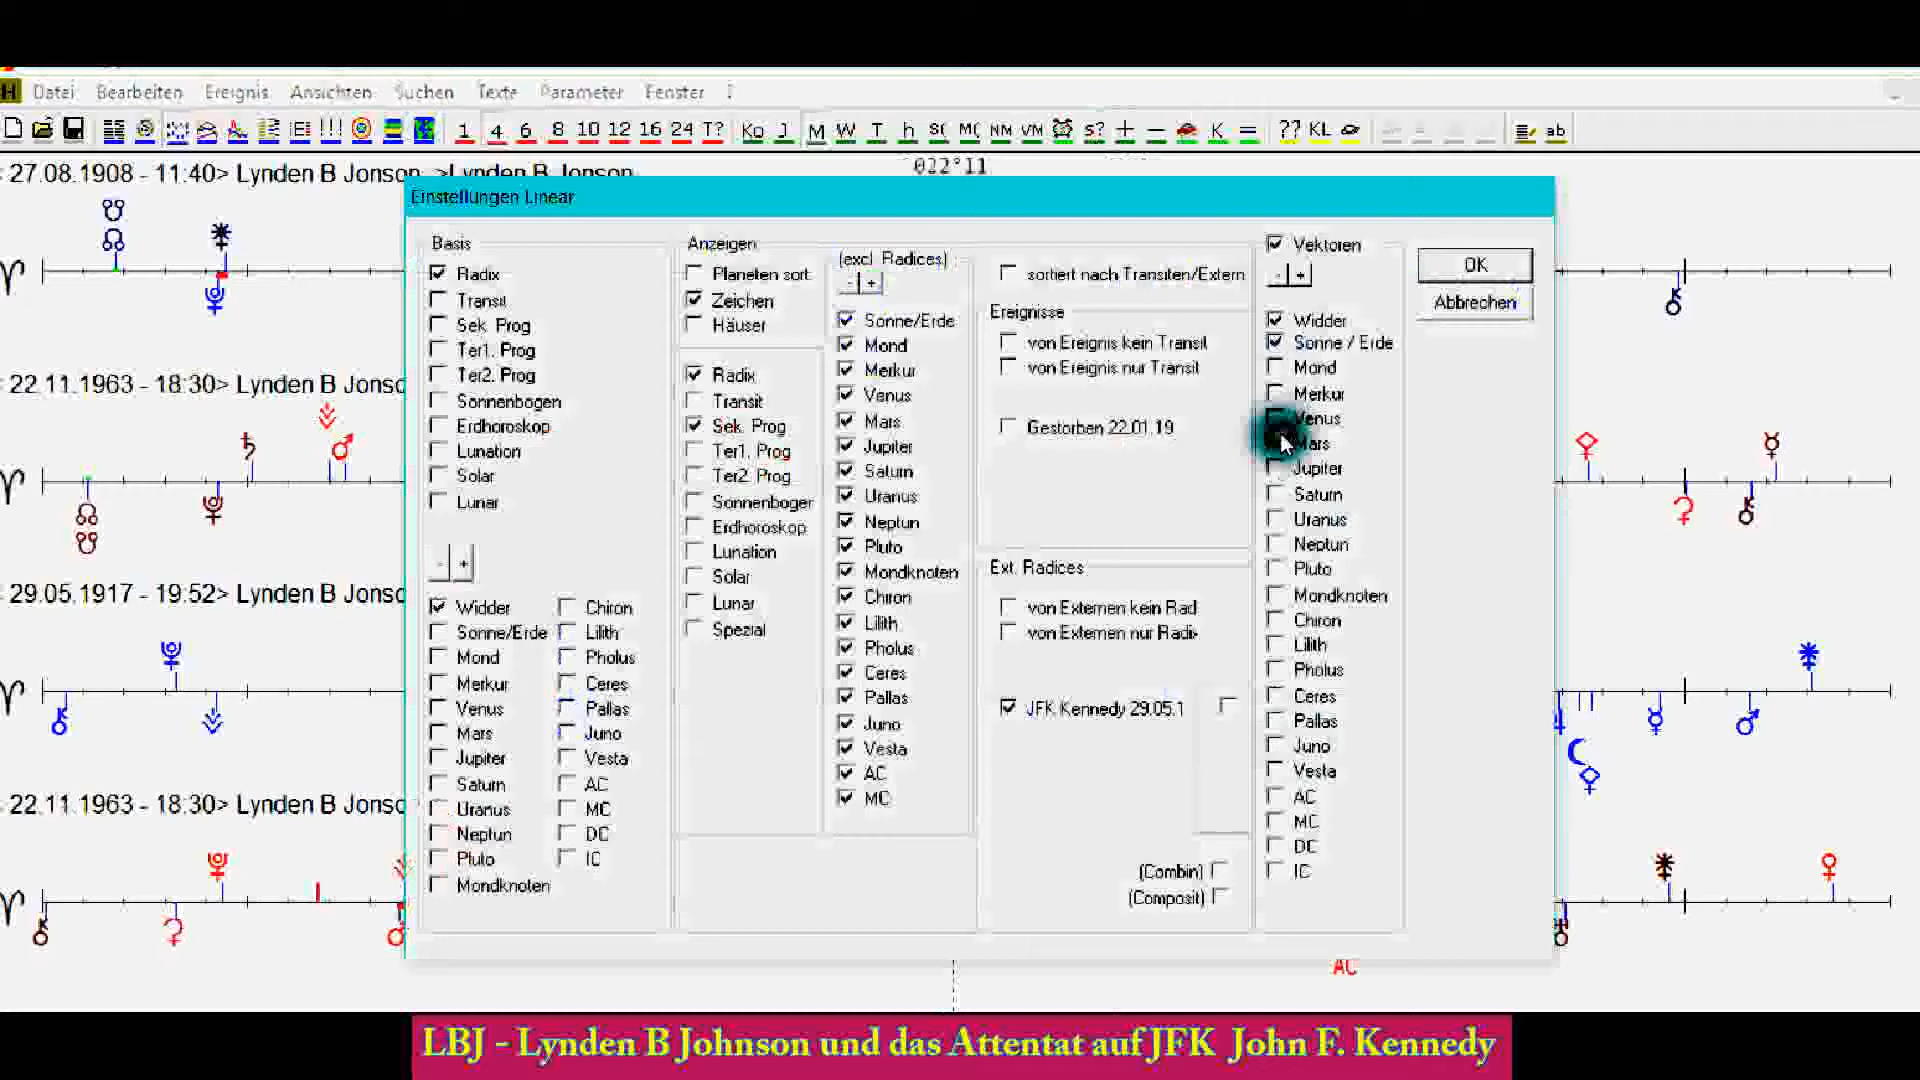 Datei Bearbeiten Ereignis Ansichten Suchen Texte Parameter Fenster
1 4 6 8 10 12 16 24 T? Ko J M W T h S( M( NM VM s? + − K = ?? KL ab
27.08.1908 - 11:40> Lynden B Jonson >Lynden B Jonson
022°11
22.11.1963 - 18:30> Lynden B Jonso
29.05.1917 - 19:52> Lynden B Jonso
22.11.1963 - 18:30> Lynden B Jonso
AC
Einstellungen Linear
Basis
Radix
Transit
Sek. Prog
Ter1. Prog
Ter2. Prog
Sonnenbogen
Erdhoroskop
Lunation
Solar
Lunar
- +
Widder
Sonne/Erde
Mond
Merkur
Venus
Mars
Jupiter
Saturn
Uranus
Neptun
Pluto
Mondknoten
Chiron
Lilith
Pholus
Ceres
Pallas
Juno
Vesta
AC
MC
DC
IC
Anzeigen
Planeten sort.
Zeichen
Häuser
Radix
Transit
Sek. Prog
Ter1. Prog
Ter2. Prog
Sonnenboger
Erdhoroskop
Lunation
Solar
Lunar
Spezial
(excl. Radices)
- +
Sonne/Erde
Mond
Merkur
Venus
Mars
Jupiter
Saturn
Uranus
Neptun
Pluto
Mondknoten
Chiron
Lilith
Pholus
Ceres
Pallas
Juno
Vesta
AC
MC
sortiert nach Transiten/Extern
Ereignisse
von Ereignis kein Transit
von Ereignis nur Transit
Gestorben 22.01.19
Ext. Radices
von Externen kein Rad
von Externen nur Radix
JFK Kennedy 29.05.1
(Combin)
(Composit)
Vektoren
- +
Widder
Sonne / Erde
Mond
Merkur
Venus
Mars
Jupiter
Saturn
Uranus
Neptun
Pluto
Mondknoten
Chiron
Lilith
Pholus
Ceres
Pallas
Juno
Vesta
AC
MC
DC
IC
OK
Abbrechen
LBJ - Lynden B Johnson und das Attentat auf JFK John F. Kennedy